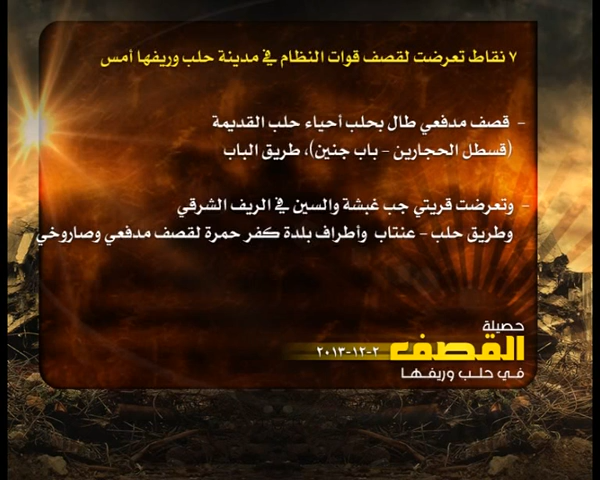 ٧ نقاط تعرضت لقصف قوات النظام في مدينة حلب وريفها أمس
- قصف مدفعي طال بحلب أحياء حلب القديمة
(قسطل الحجارين - باب جنين)، طريق الباب
- وتعرضت قريتي جب غبشة والسين في الريف الشرقي
وطريق حلب - عنتاب وأطراف بلدة كفر حمرة لقصف مدفعي وصاروخي
حصيلة
القصف ٢-١٢-٢٠١٣
في حلب وريفها